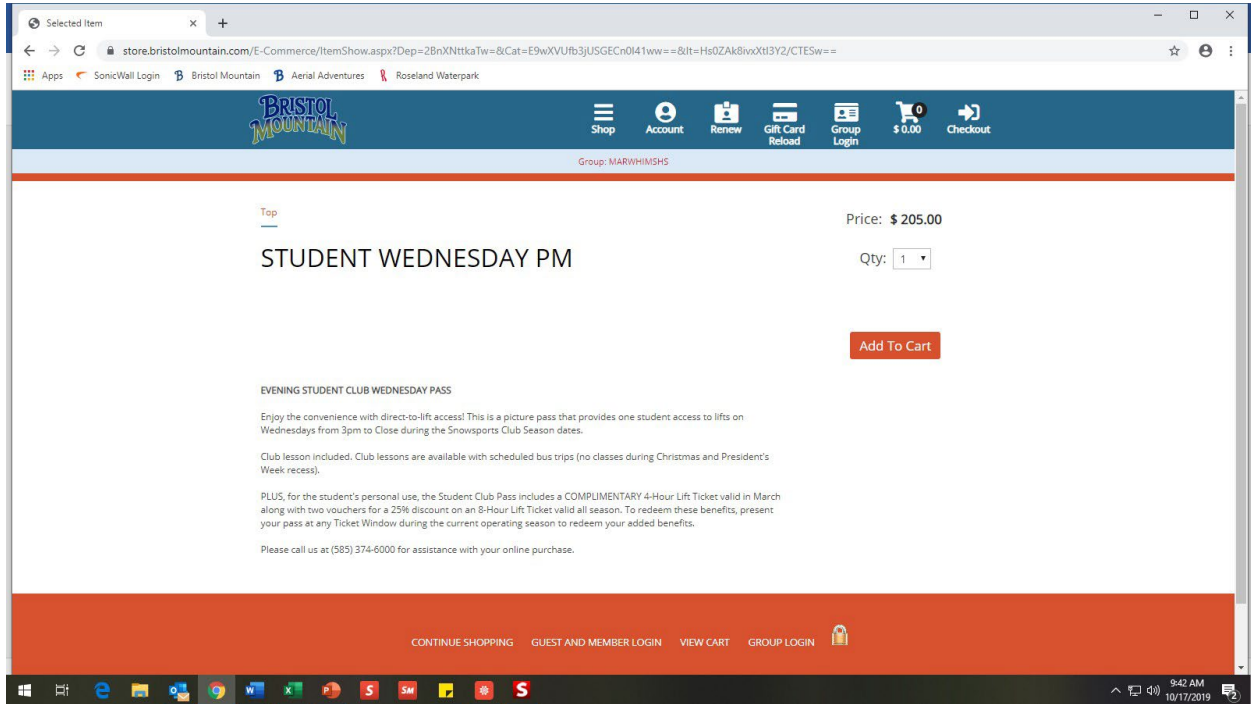 Selected Item
store.bristolmountain.com/E-Commerce/ItemShow.aspx?Dep=2BnXNttkaTw=&Cat=E9wXVUfb3jUSGECn0I41ww==&It=Hs0ZAk8ivxXtI3Y2/CTESw==
Apps SonicWall Login Bristol Mountain Aerial Adventures Roseland Waterpark
BRISTOL
MOUNTAIN
Shop
Account
Renew
Gift Card
Reload
Group
Login
0
$ 0.00
Checkout
Group: MARWHIMSHS
Top
Price: $ 205.00
STUDENT WEDNESDAY PM
Qty: 1
Add To Cart
EVENING STUDENT CLUB WEDNESDAY PASS
Enjoy the convenience with direct-to-lift access! This is a picture pass that provides one student access to lifts on
Wednesdays from 3pm to Close during the Snowsports Club Season dates.
Club lesson included. Club lessons are available with scheduled bus trips (no classes during Christmas and President's
Week recess).
PLUS, for the student's personal use, the Student Club Pass includes a COMPLIMENTARY 4-Hour Lift Ticket valid in March
along with two vouchers for a 25% discount on an 8-Hour Lift Ticket valid all season. To redeem these benefits, present
your pass at any Ticket Window during the current operating season to redeem your added benefits.
Please call us at (585) 374-6000 for assistance with your online purchase.
CONTINUE SHOPPING GUEST AND MEMBER LOGIN VIEW CART GROUP LOGIN
9:42 AM
10/17/2019
2